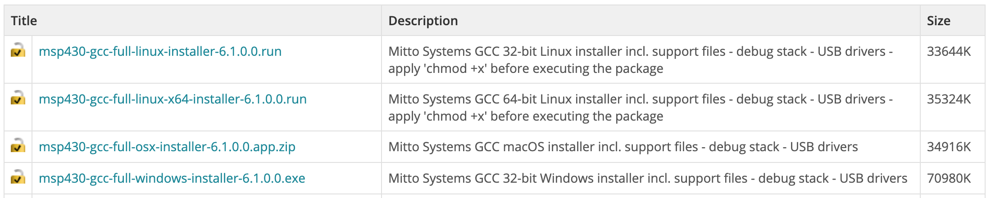 Title Description Size
msp430-gcc-full-linux-installer-6.1.0.0.run Mitto Systems GCC 32-bit Linux installer incl. support files - debug stack - USB drivers - 33644K
apply 'chmod +x' before executing the package
msp430-gcc-full-linux-x64-installer-6.1.0.0.run Mitto Systems GCC 64-bit Linux installer incl. support files - debug stack - USB drivers - 35324K
apply 'chmod +x' before executing the package
msp430-gcc-full-osx-installer-6.1.0.0.app.zip Mitto Systems GCC macOS installer incl. support files - debug stack - USB drivers 34916K
msp430-gcc-full-windows-installer-6.1.0.0.exe Mitto Systems GCC 32-bit Windows installer incl. support files - debug stack - USB drivers 70980K